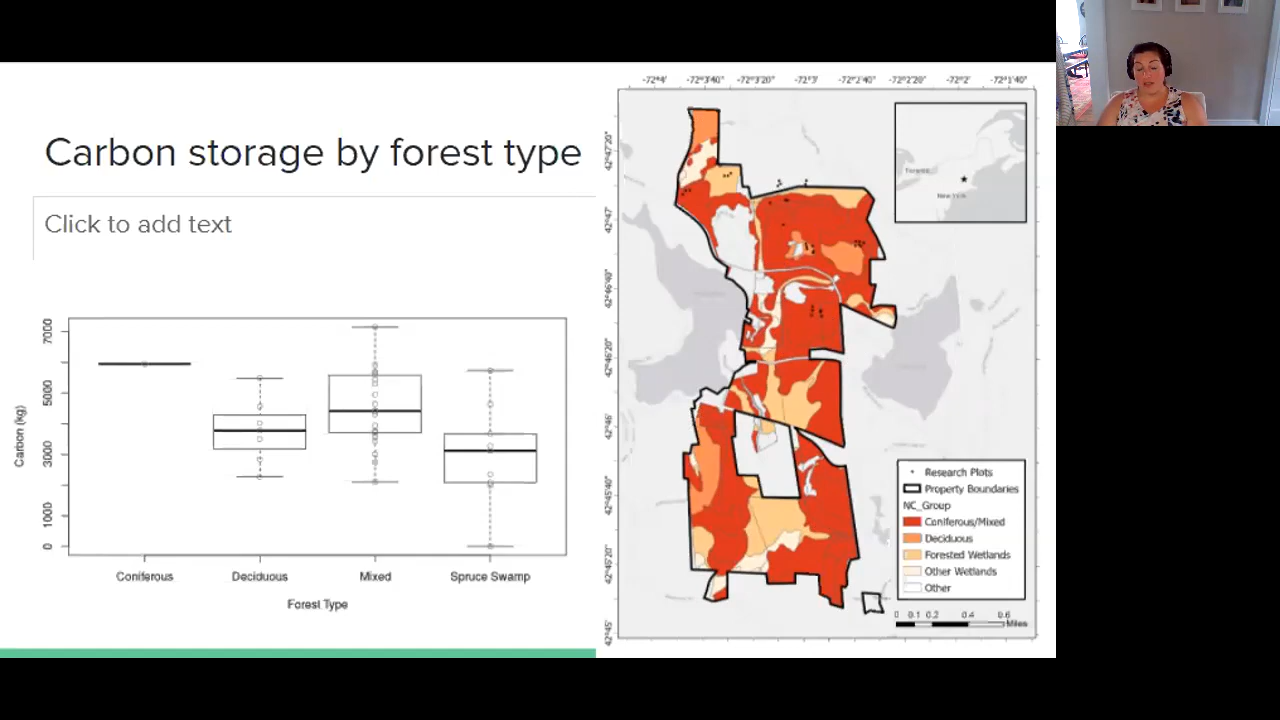 Carbon storage by forest type
Click to add text
7000
5000
3000
1000
0
Carbon (kg)
Coniferous
Deciduous
Mixed
Spruce Swamp
Forest Type
-72°4' -72°3'40" -72°3'20" -72°3' -72°2'40" -72°2'20" -72°2' -72°1'40"
42°47'20"
42°47'
42°46'40"
42°46'20"
42°46'
42°45'40"
42°45'20"
42°45'
Toronto
New York
Research Plots
Property Boundaries
NC_Group
Coniferous/Mixed
Deciduous
Forested Wetlands
Other Wetlands
Other
0 0.1 0.2 0.4 0.6
Miles